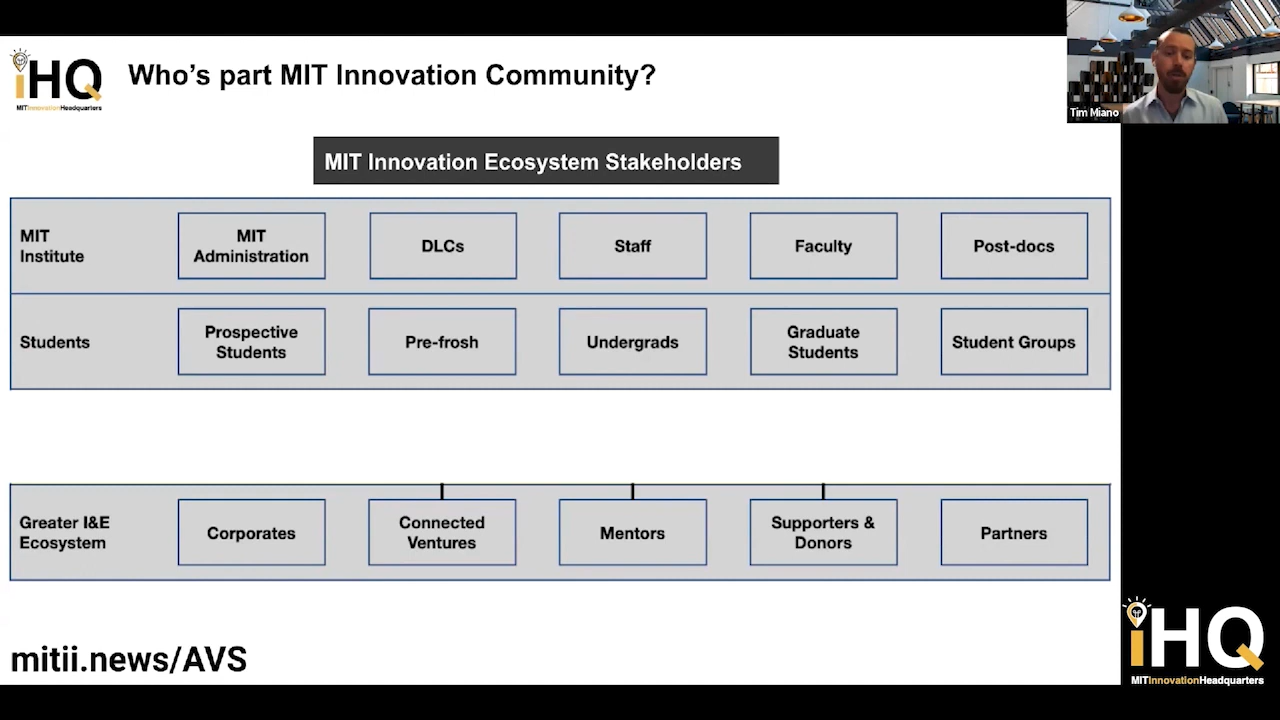 iHQ
MITInnovationHeadquarters
Who's part MIT Innovation Community?
Tim Miano
MIT Innovation Ecosystem Stakeholders
MIT
Institute
MIT
Administration
DLCs
Staff
Faculty
Post-docs
Students
Prospective
Students
Pre-frosh
Undergrads
Graduate
Students
Student Groups
Greater I&E
Ecosystem
Corporates
Connected
Ventures
Mentors
Supporters &
Donors
Partners
mitii.news/AVS
iHQ
MITInnovationHeadquarters